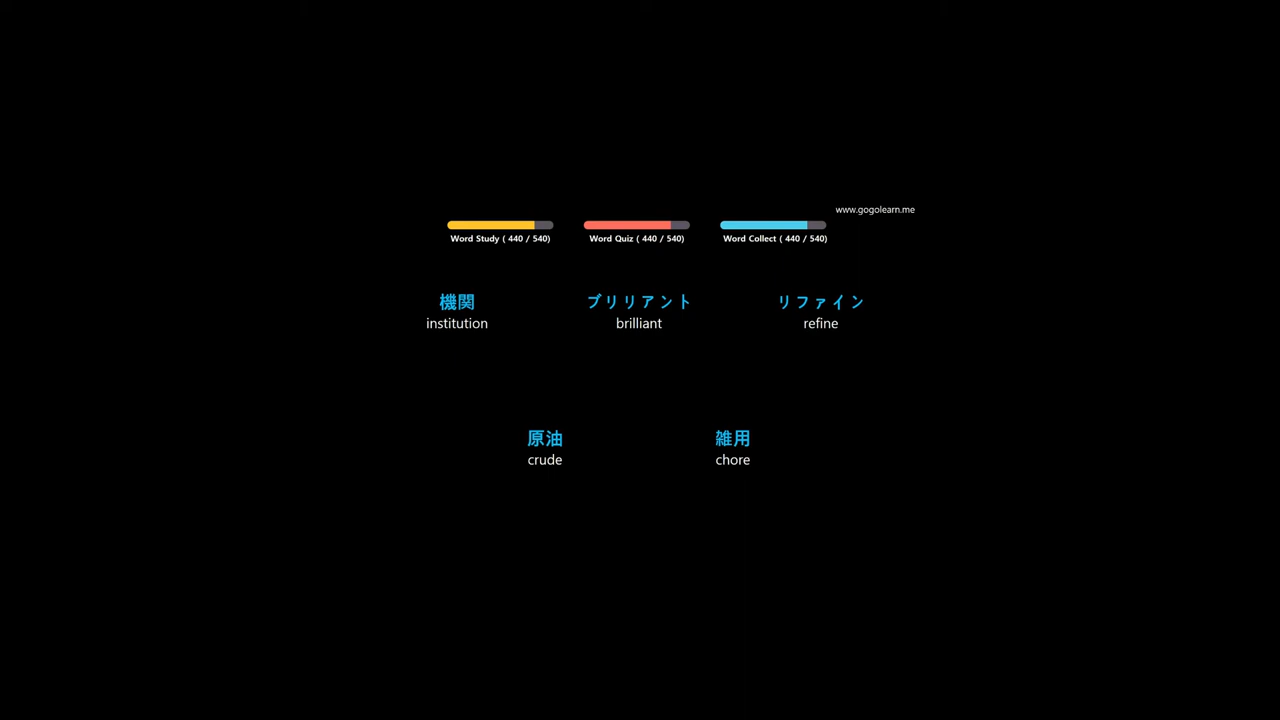 www.gogolearn.me
Word Study ( 440 / 540)
Word Quiz ( 440 / 540)
Word Collect ( 440 / 540)
機関
institution
ブリリアント
brilliant
リファイン
refine
原油
crude
雑用
chore